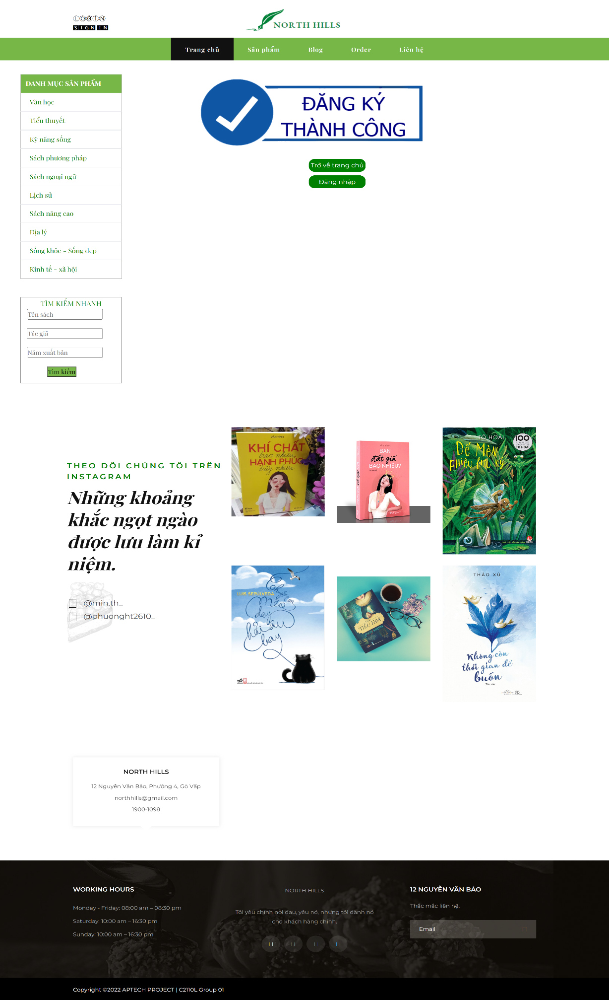 LOGIN
SIGN IN
NORTH HILLS
Trang chủ
Sản phẩm
Blog
Order
Liên hệ
DANH MỤC SẢN PHẨM
Văn học
Tiểu thuyết
Kỹ năng sống
Sách phương pháp
Sách ngoại ngữ
Lịch sử
Sách nâng cao
Địa lý
Sống khỏe - Sống đẹp
Kinh tế - xã hội
ĐĂNG KÝ
THÀNH CÔNG
Trở về trang chủ
Đăng nhập
TÌM KIẾM NHANH
Tên sách
Tác giả
Năm xuất bản
Tìm kiếm
THEO DÕI CHÚNG TÔI TRÊN
INSTAGRAM
Những khoảng
khắc ngọt ngào
được lưu làm kỉ
niệm.
@min.th_
@phuonght2610_
VÃN TÌNH
KHÍ CHẤT
bao nhiêu
HẠNH PHÚC
bấy nhiêu
BẠN
đắt giá
BAO NHIÊU?
TÔ HOÀI
100
NĂM
TÔ HOÀI
Dế Mèn
phiêu lưu ký
LUIS SEPÚLVEDA
Chuyện con
mèo
dạy
hải âu
bay
TIỂU HOA
THẢO XÙ
Không còn
thời gian để
buồn
Tản văn
NORTH HILLS
12 Nguyễn Văn Bảo, Phường 4, Gò Vấp
northhills@gmail.com
1900-1098
WORKING HOURS
Monday - Friday: 08:00 am – 08:30 pm
Saturday: 10:00 am – 16:30 pm
Sunday: 10:00 am – 16:30 pm
NORTH HILLS
Tôi yêu chính nỗi đau, yêu nó, nhưng tôi dành nó
cho khách hàng chính.
12 NGUYỄN VĂN BẢO
Thắc mắc liên hệ.
Email
Copyright ©2022 APTECH PROJECT | C2110L Group 01